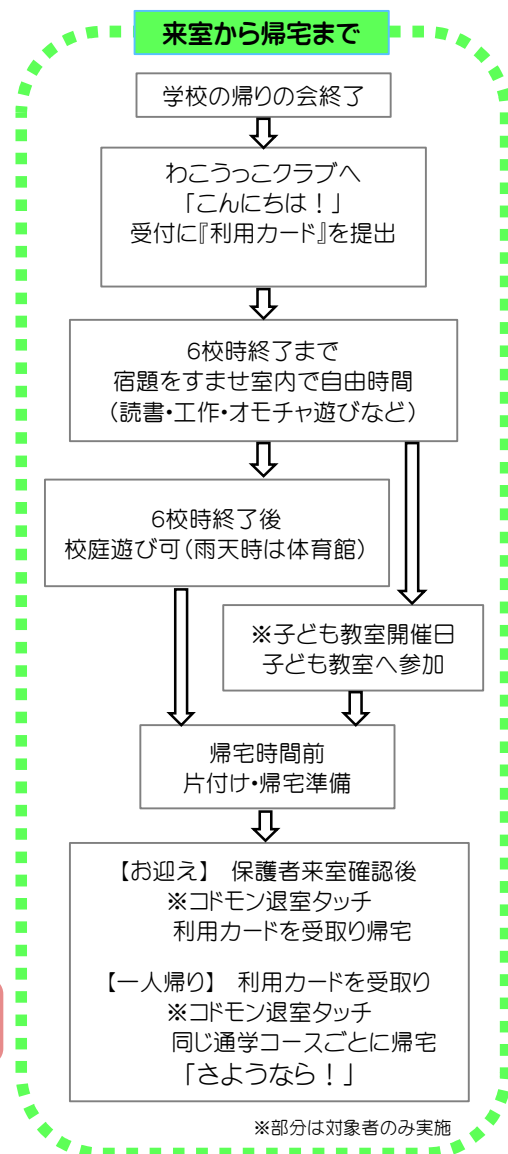 来室から帰宅まで
学校の帰りの会終了
わこうっこクラブへ
「こんにちは！」
受付に『利用カード』を提出
6校時終了まで
宿題をすませ室内で自由時間
（読書・工作・オモチャ遊びなど）
6校時終了後
校庭遊び可（雨天時は体育館）
※子ども教室開催日
子ども教室へ参加
帰宅時間前
片付け・帰宅準備
【お迎え】 保護者来室確認後
※コドモン退室タッチ
利用カードを受取り帰宅
【一人帰り】 利用カードを受取り
※コドモン退室タッチ
同じ通学コースごとに帰宅
「さようなら！」
※部分は対象者のみ実施